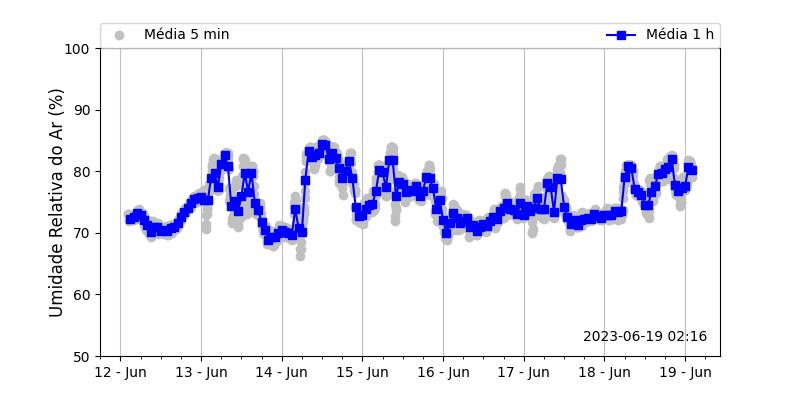 Média 5 min Média 1 h
Umidade Relativa do Ar (%)
100
90
80
70
60
50
2023-06-19 02:16
12 - Jun 13 - Jun 14 - Jun 15 - Jun 16 - Jun 17 - Jun 18 - Jun 19 - Jun